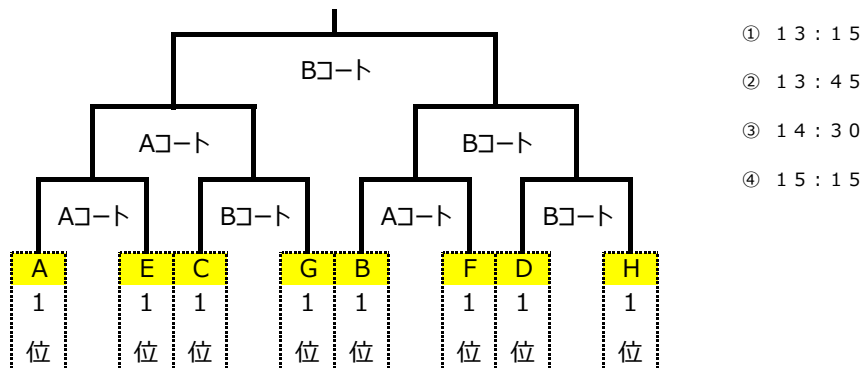 Bコート
Aコート Bコート
Aコート Bコート Aコート Bコート
A E C G B F D H
1 1 1 1 1 1 1 1
位 位 位 位 位 位 位 位
① 13:15
② 13:45
③ 14:30
④ 15:15